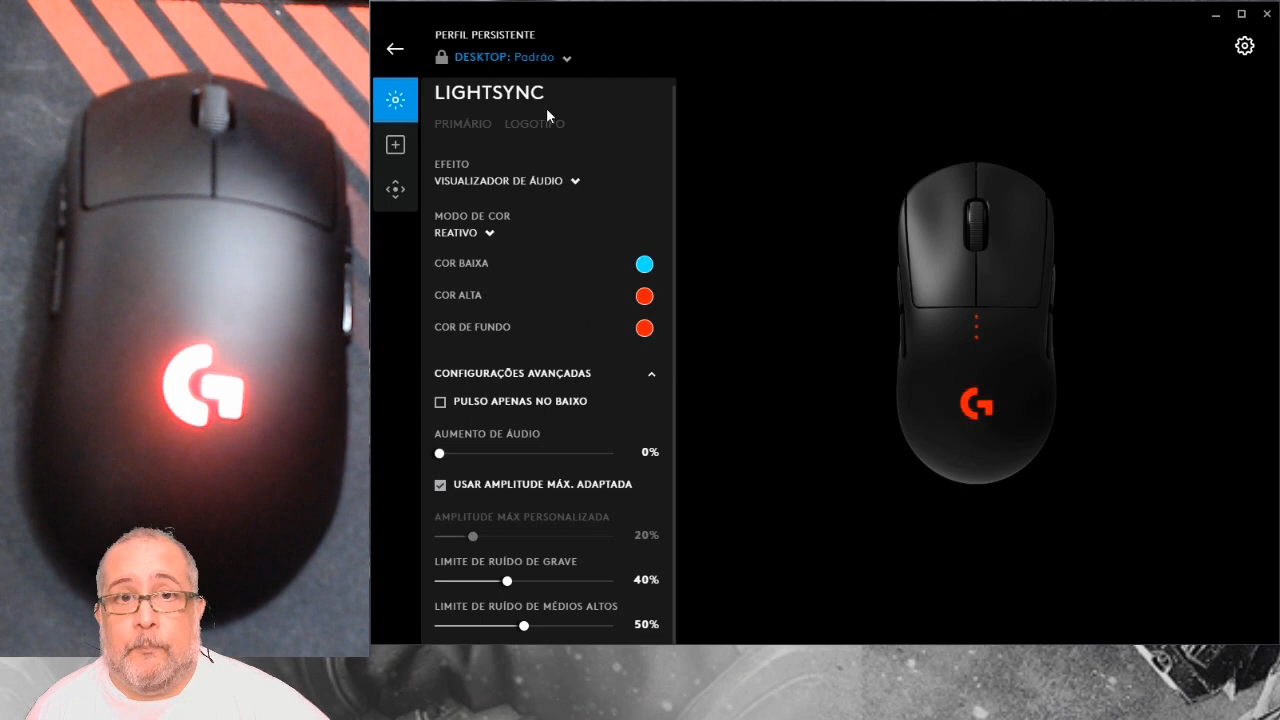 PERFIL PERSISTENTE
DESKTOP: Padrão
LIGHTSYNC
PRIMÁRIO LOGOTIPO
EFEITO
VISUALIZADOR DE ÁUDIO
MODO DE COR
REATIVO
COR BAIXA
COR ALTA
COR DE FUNDO
CONFIGURAÇÕES AVANÇADAS
PULSO APENAS NO BAIXO
AUMENTO DE ÁUDIO
0%
USAR AMPLITUDE MÁX. ADAPTADA
AMPLITUDE MÁX PERSONALIZADA
20%
LIMITE DE RUÍDO DE GRAVE
40%
LIMITE DE RUÍDO DE MÉDIOS ALTOS
50%